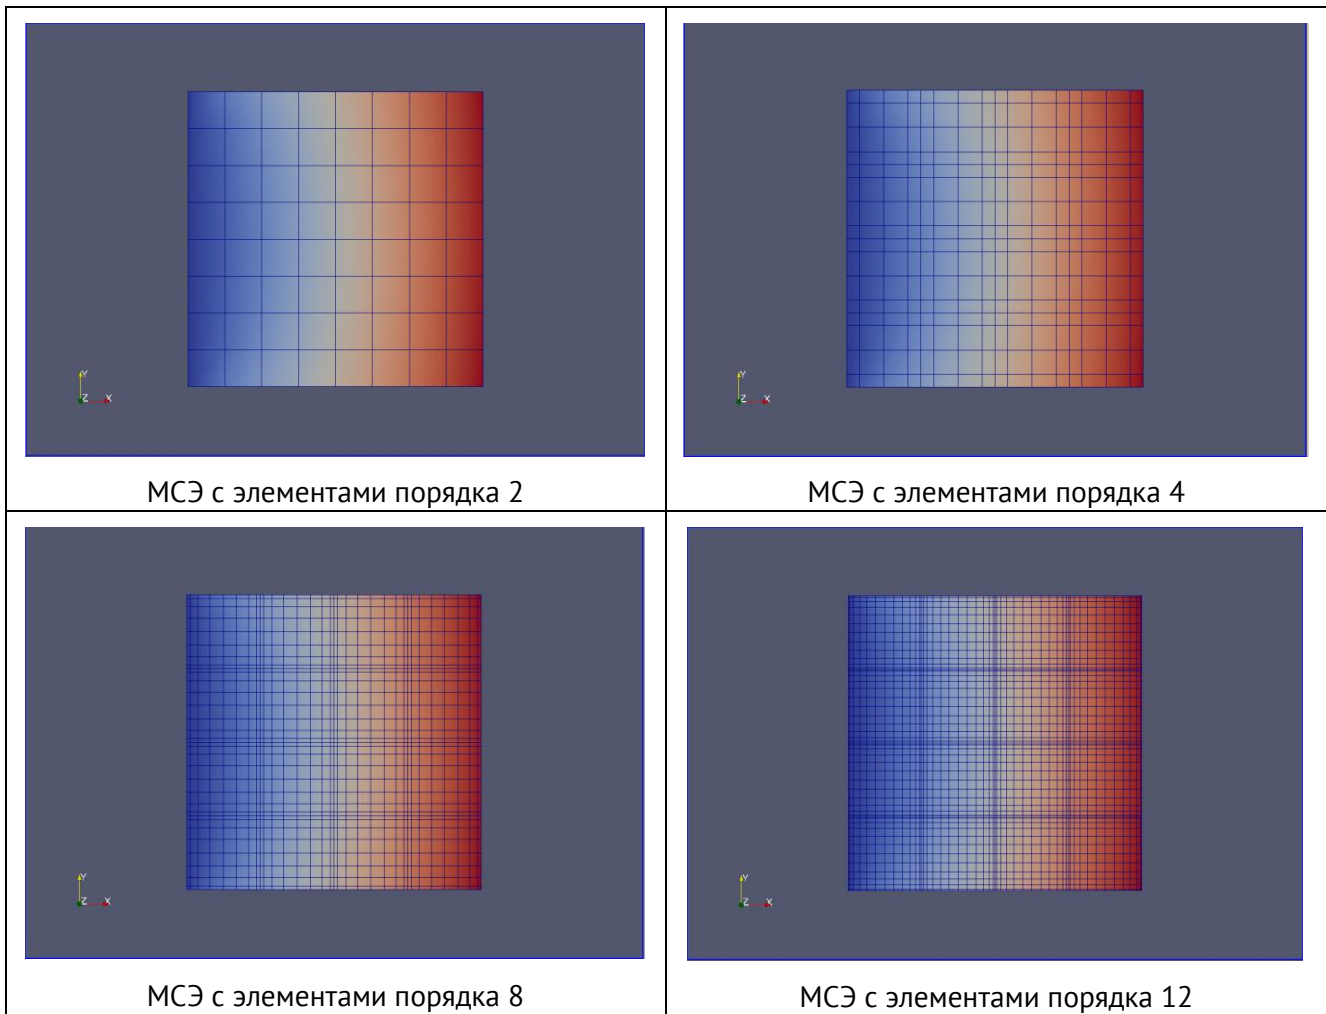 Y
Z X
Y
Z X
МСЭ с элементами порядка 2
МСЭ с элементами порядка 4
Y
Z X
Y
Z X
МСЭ с элементами порядка 8
МСЭ с элементами порядка 12